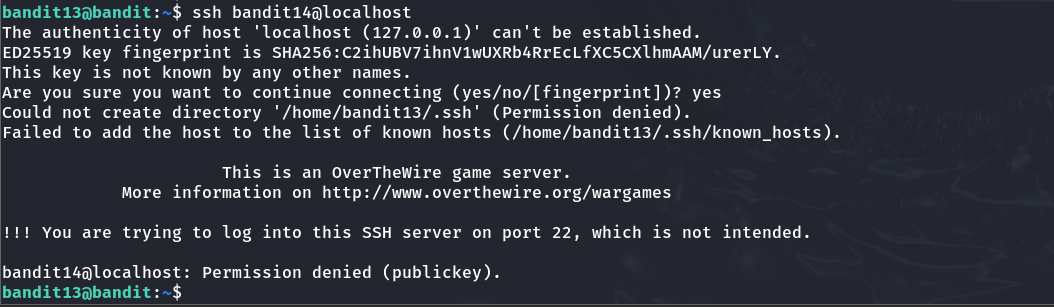 bandit13@bandit:~$ ssh bandit14@localhost
The authenticity of host 'localhost (127.0.0.1)' can't be established.
ED25519 key fingerprint is SHA256:C2ihUBV7ihnV1wUXRb4RrEcLfXC5CXlhmAAM/urerLY.
This key is not known by any other names.
Are you sure you want to continue connecting (yes/no/[fingerprint])? yes
Could not create directory '/home/bandit13/.ssh' (Permission denied).
Failed to add the host to the list of known hosts (/home/bandit13/.ssh/known_hosts).
This is an OverTheWire game server.
More information on http://www.overthewire.org/wargames
!!! You are trying to log into this SSH server on port 22, which is not intended.
bandit14@localhost: Permission denied (publickey).
bandit13@bandit:~$